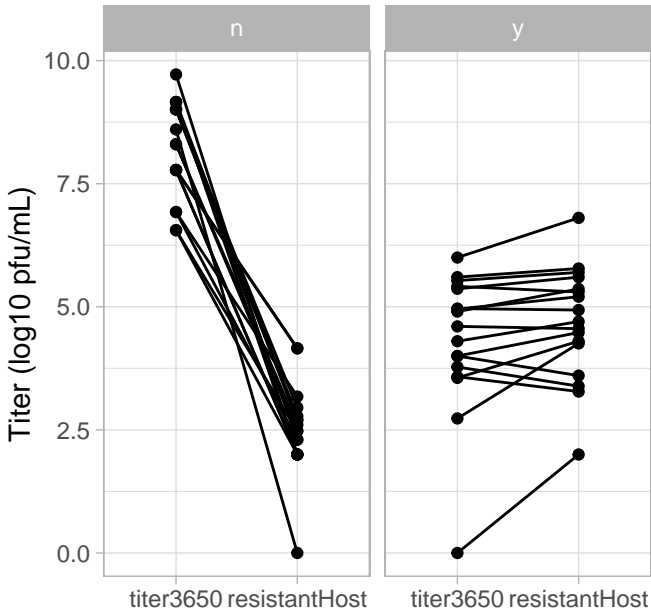 n
y
Titer (log10 pfu/mL)
10.0
7.5
5.0
2.5
0.0
titer3650 resistantHost
titer3650 resistantHost